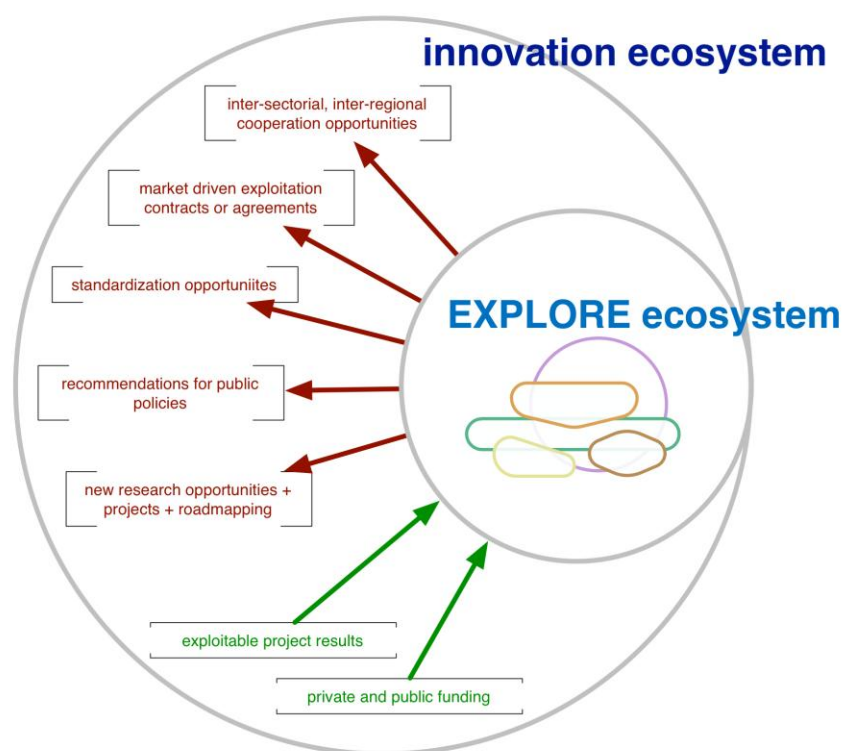 innovation ecosystem
inter-sectorial, inter-regional
cooperation opportunities
market driven exploitation
contracts or agreements
standardization opportuniites
EXPLORE ecosystem
recommendations for public
policies
new research opportunities +
projects + roadmapping
exploitable project results
private and public funding